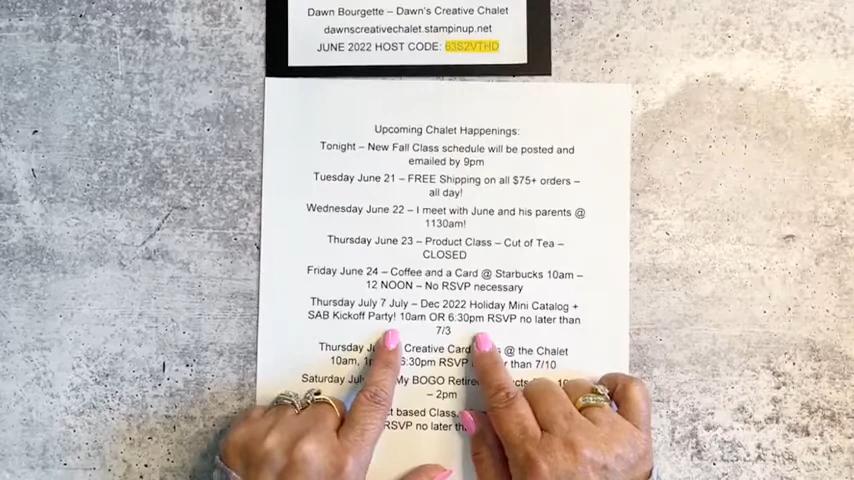 Dawn Bourgette – Dawn's Creative Chalet
dawnscreativechalet.stampinup.net
JUNE 2022 HOST CODE: 63S2VTHD
Upcoming Chalet Happenings:
Tonight – New Fall Class schedule will be posted and
emailed by 9pm
Tuesday June 21 – FREE Shipping on all $75+ orders –
all day!
Wednesday June 22 – I meet with June and his parents @
1130am!
Thursday June 23 – Product Class – Cut of Tea –
CLOSED
Friday June 24 – Coffee and a Card @ Starbucks 10am –
12 NOON – No RSVP necessary
Thursday July 7 July – Dec 2022 Holiday Mini Catalog +
SAB Kickoff Party! 10am OR 6:30pm RSVP no later than
7/3
Thursday Creative Card @ the Chalet
10am, 6:30pm RSVP than 7/10
Saturday My BOGO
– 2pm
based Class
RSVP no later